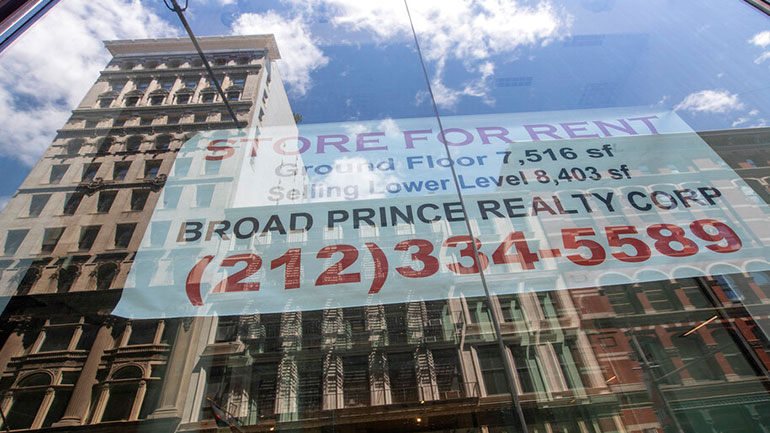 STORE FOR RENT
Ground Floor 7,516 sf
Selling Lower Level 8,403 sf
BROAD PRINCE REALTY CORP
(212)334-5589